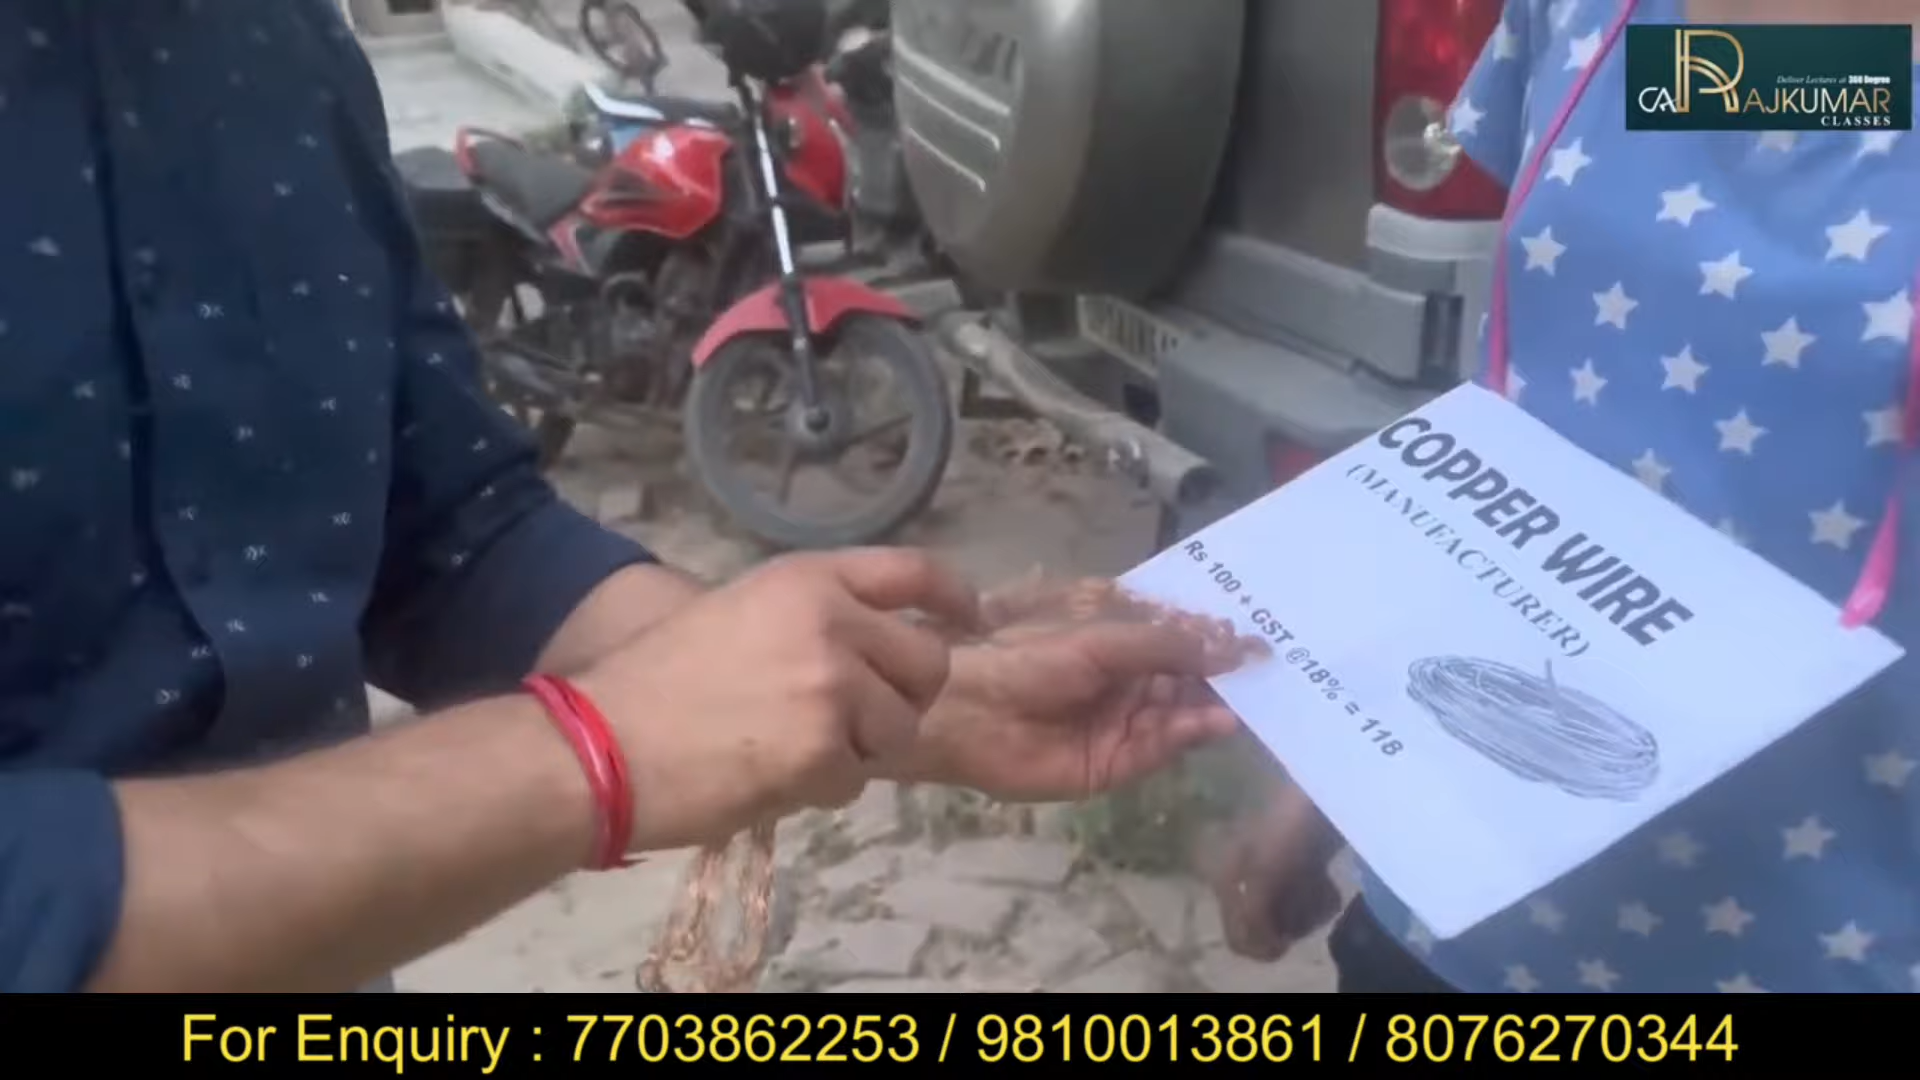 Deliver Lectures at 360 Degree
CA RAJKUMAR
CLASSES
COPPER WIRE
(MANUFACTURER)
Rs 100 + GST @18% = 118
For Enquiry : 7703862253 / 9810013861 / 8076270344